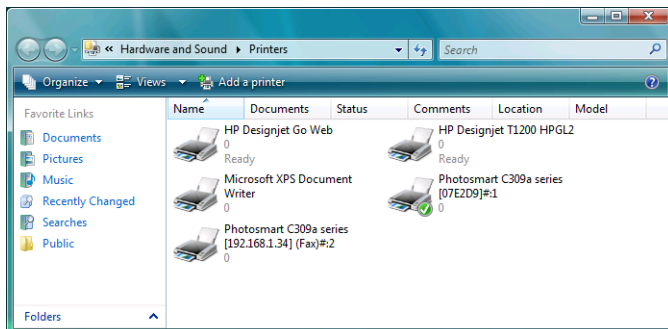 « Hardware and Sound ▸ Printers
Search
Organize Views Add a printer
Favorite Links
Documents
Pictures
Music
Recently Changed
Searches
Public
Folders
Name Documents Status Comments Location Model
HP Designjet Go Web
0
Ready
HP Designjet T1200 HPGL2
0
Ready
Microsoft XPS Document
Writer
0
Photosmart C309a series
[07E2D9]#:1
0
Photosmart C309a series
[192.168.1.34] (Fax)#:2
0